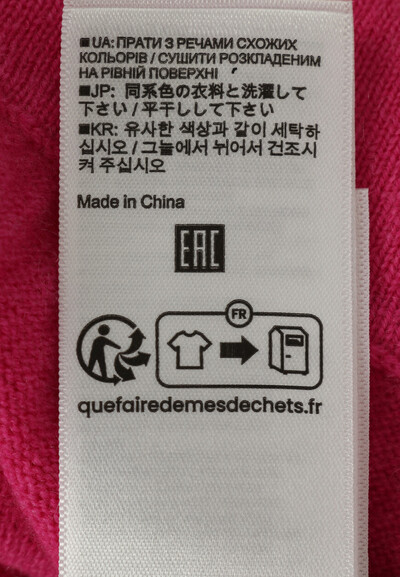 ■UA: ПРАТИ З РЕЧАМИ СХОЖИХ
КОЛЬОРІВ / СУШИТИ РОЗКЛАДЕНИМ
НА РІВНІЙ ПОВЕРХНІ
■JP: 同系色の衣料と洗濯して
下さい / 平干しして下さい
■KR: 유사한 색상과 같이 세탁하
십시오 / 그늘에서 뉘어서 건조시
켜 주십시오
Made in China
EAC
FR
quefairedemesdechets.fr